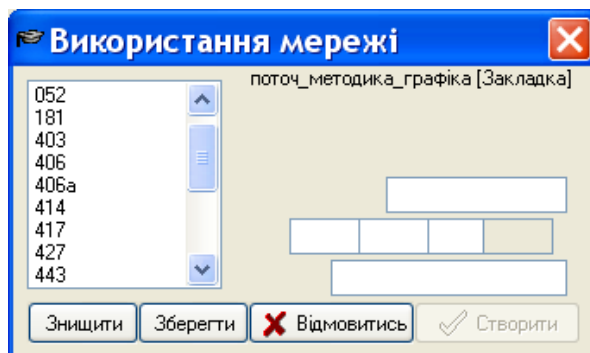 Використання мережі
поточ_методика_графіка [Закладка]
052
181
403
406
406а
414
417
427
443
Знищити Зберегти Відмовитись Створити